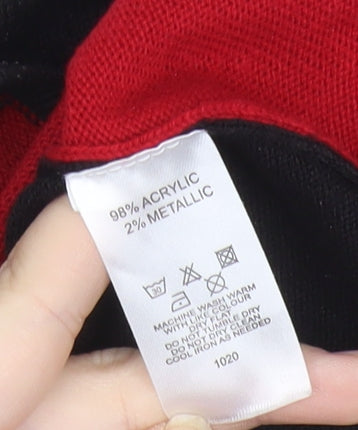 98% ACRYLIC
2% METALLIC
30
MACHINE WASH WARM
WITH LIKE COLOUR
DRY FLAT
DO NOT TUMBLE DRY
DO NOT DRY CLEAN
COOL IRON AS NEEDED
1020